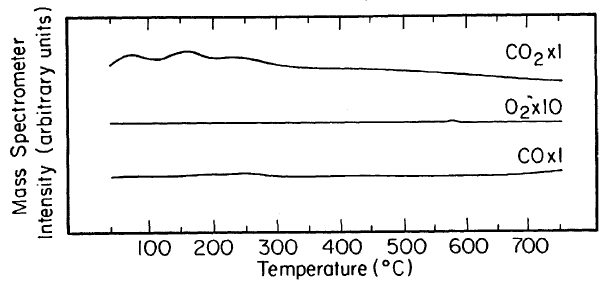 Mass Spectrometer
Intensity (arbitrary units)
CO₂x1
O₂x10
COx1
100 200 300 400 500 600 700
Temperature (°C)